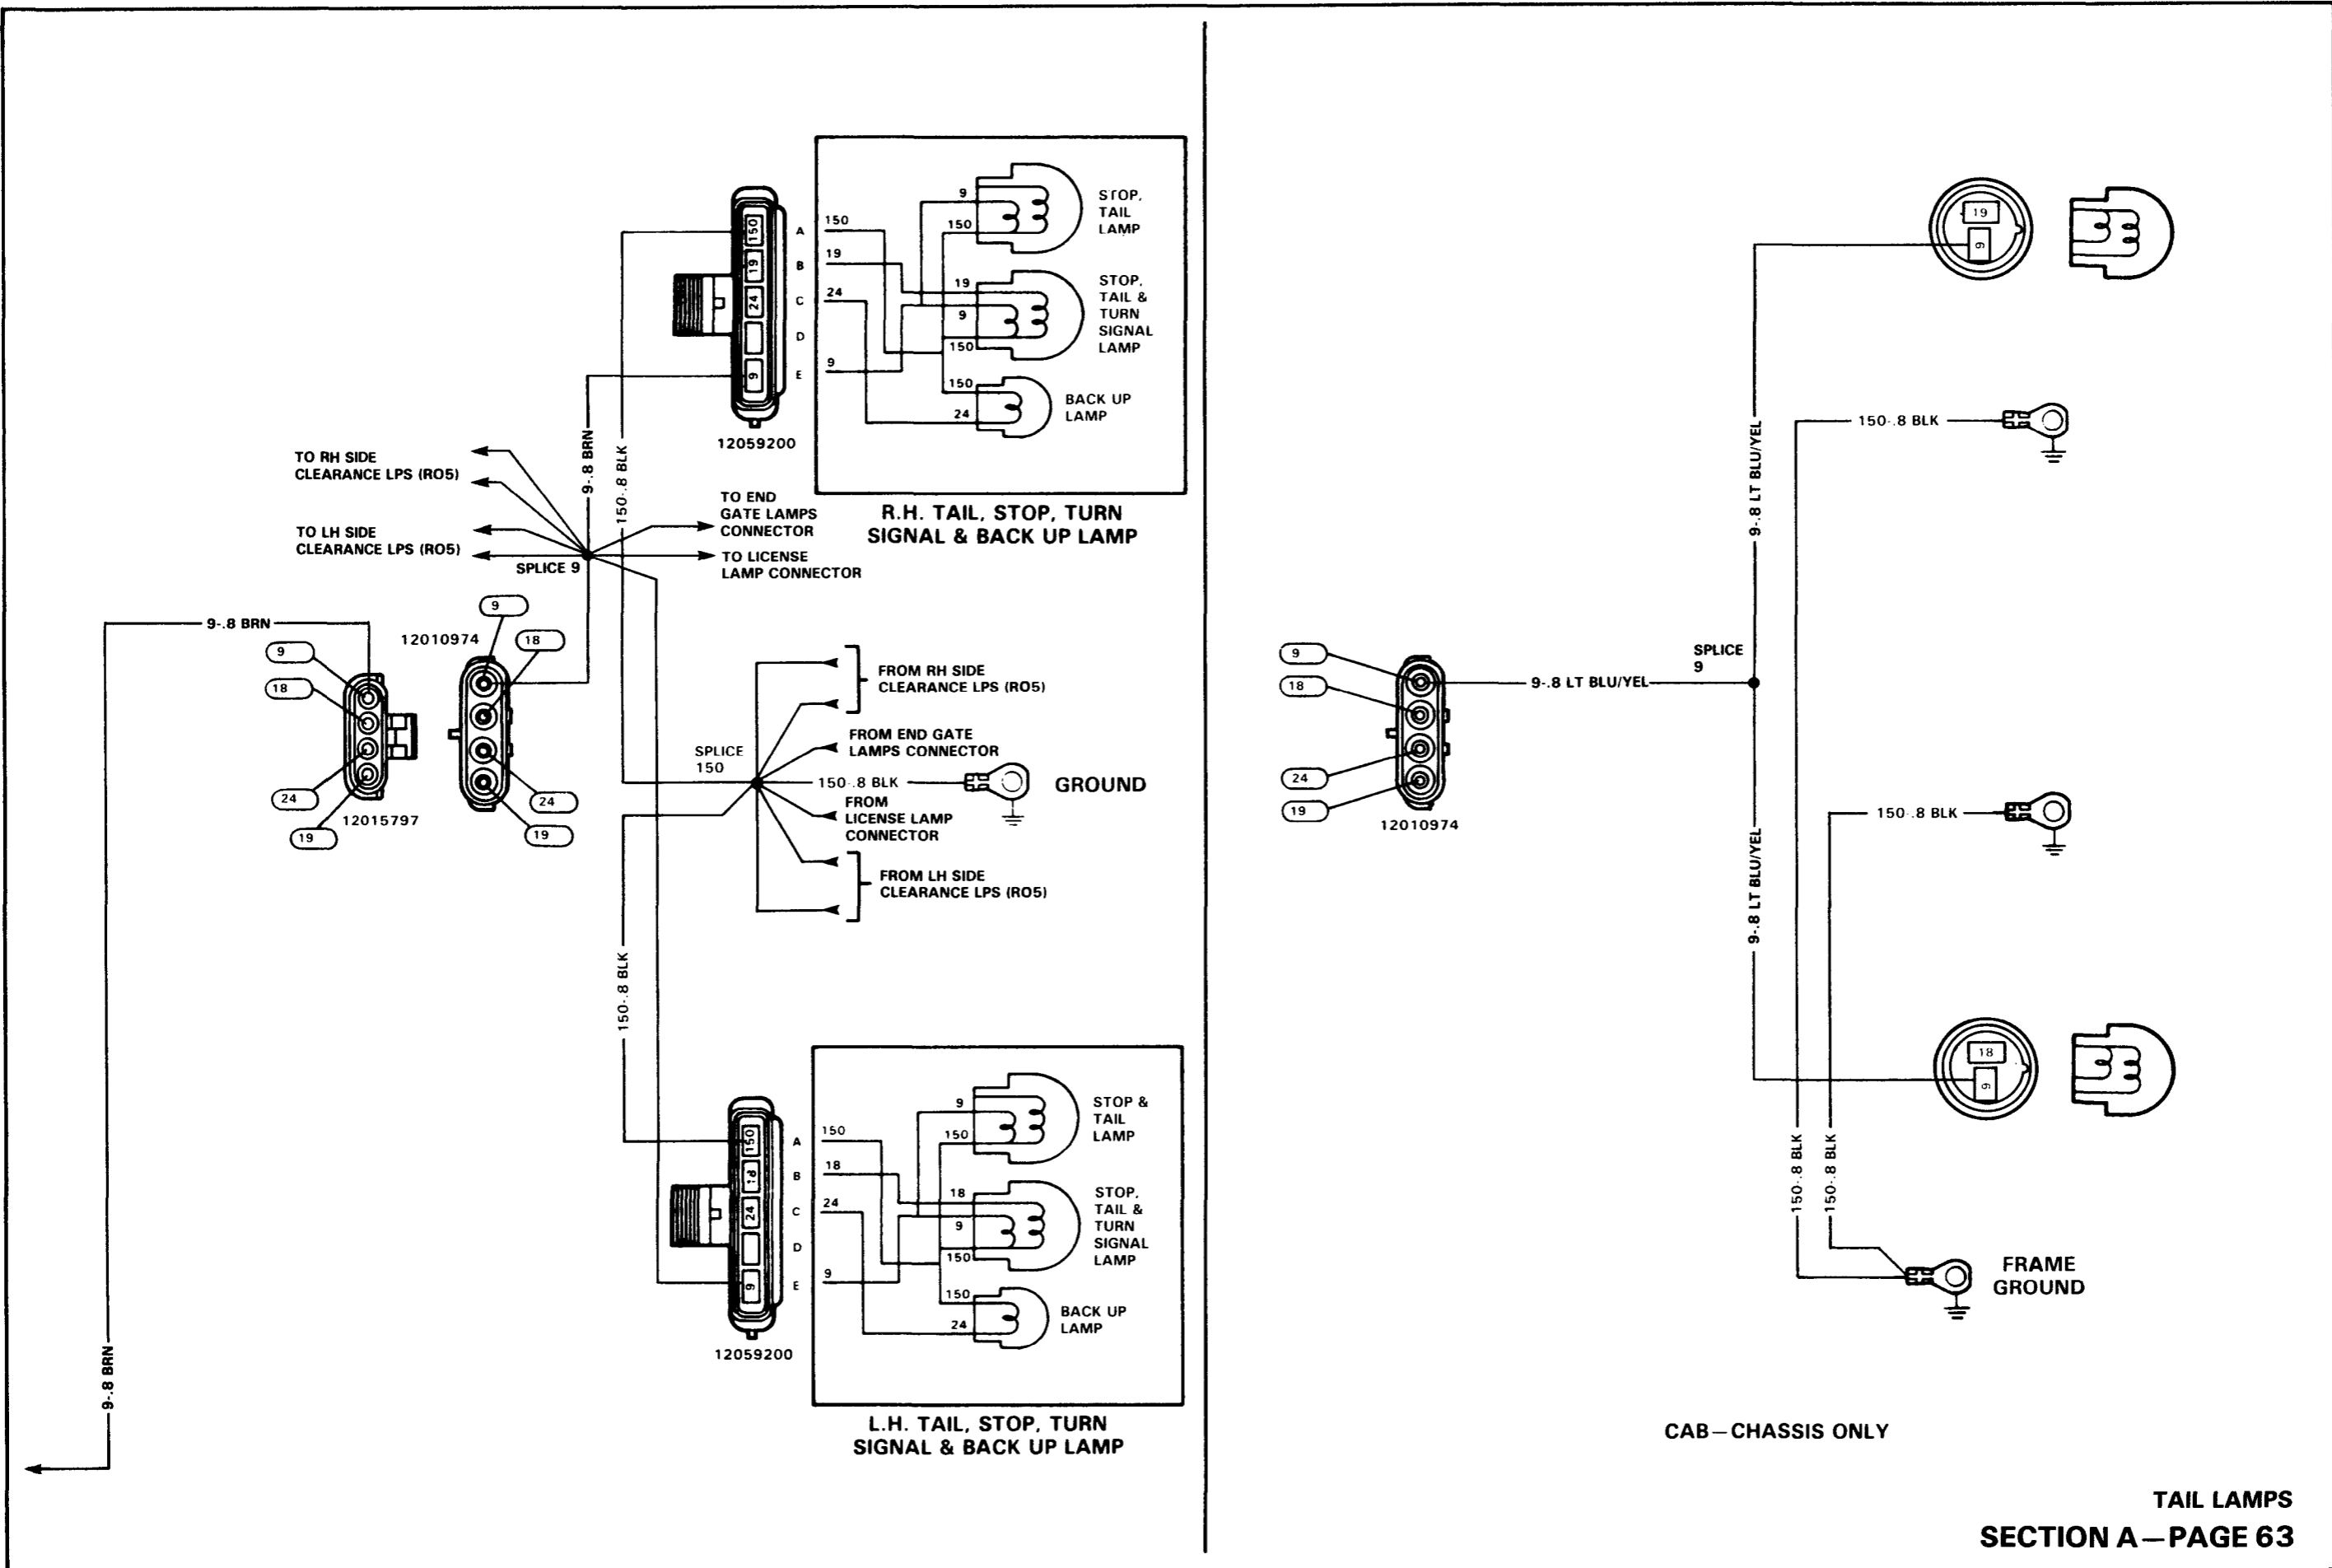 150
19
24
9
A
B
C
D
E
150
19
24
9
12059200
9
150
19
9
150
150
24
STOP,
TAIL
LAMP
STOP,
TAIL &
TURN
SIGNAL
LAMP
BACK UP
LAMP
R.H. TAIL, STOP, TURN
SIGNAL & BACK UP LAMP
9-.8 BRN
150-.8 BLK
TO RH SIDE
CLEARANCE LPS (RO5)
TO LH SIDE
CLEARANCE LPS (RO5)
SPLICE 9
TO END
GATE LAMPS
CONNECTOR
TO LICENSE
LAMP CONNECTOR
9-.8 BRN
9
18
24
19
12015797
12010974
9
18
24
19
SPLICE
150
FROM RH SIDE
CLEARANCE LPS (RO5)
FROM END GATE
LAMPS CONNECTOR
150-.8 BLK
GROUND
FROM
LICENSE LAMP
CONNECTOR
FROM LH SIDE
CLEARANCE LPS (RO5)
150-.8 BLK
9-.8 BRN
150
18
24
9
A
B
C
D
E
150
18
24
9
12059200
9
150
18
9
150
150
24
STOP &
TAIL
LAMP
STOP,
TAIL &
TURN
SIGNAL
LAMP
BACK UP
LAMP
L.H. TAIL, STOP, TURN
SIGNAL & BACK UP LAMP
19
9
9-.8 LT BLU/YEL
150-.8 BLK
9
18
24
19
12010974
9-.8 LT BLU/YEL
SPLICE
9
9-.8 LT BLU/YEL
150-.8 BLK
18
9
150-.8 BLK
150-.8 BLK
FRAME
GROUND
CAB—CHASSIS ONLY
TAIL LAMPS
SECTION A—PAGE 63